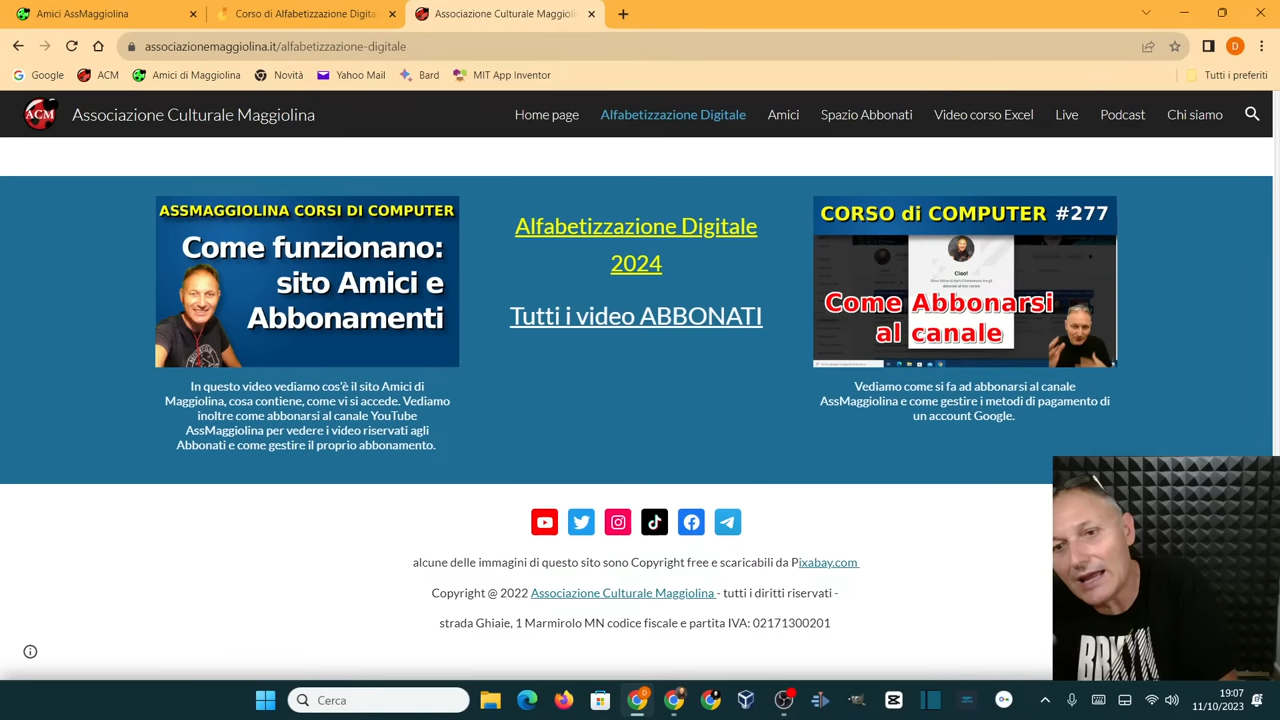 Amici AssMaggiolina
Corso di Alfabetizzazione Digita
Associazione Culturale Maggioli
associazionemaggiolina.it/alfabetizzazione-digitale
D
Google
ACM
Amici di Maggiolina
Novità
Yahoo Mail
Bard
MIT App Inventor
Tutti i preferiti
ACM
Associazione Culturale Maggiolina
Home page
Alfabetizzazione Digitale
Amici
Spazio Abbonati
Video corso Excel
Live
Podcast
Chi siamo
ASSMAGGIOLINA CORSI DI COMPUTER
Come funzionano:
sito Amici e
Abbonamenti
In questo video vediamo cos'è il sito Amici di
Maggiolina, cosa contiene, come vi si accede. Vediamo
inoltre come abbonarsi al canale YouTube
AssMaggiolina per vedere i video riservati agli
Abbonati e come gestire il proprio abbonamento.
Alfabetizzazione Digitale
2024
Tutti i video ABBONATI
CORSO di COMPUTER #277
Ciao!
Come Abbonarsi
al canale
Vediamo come si fa ad abbonarsi al canale
AssMaggiolina e come gestire i metodi di pagamento di
un account Google.
alcune delle immagini di questo sito sono Copyright free e scaricabili da Pixabay.com
Copyright @ 2022 Associazione Culturale Maggiolina - tutti i diritti riservati -
strada Ghiaie, 1 Marmirolo MN codice fiscale e partita IVA: 02171300201
Cerca
19:07
11/10/2023